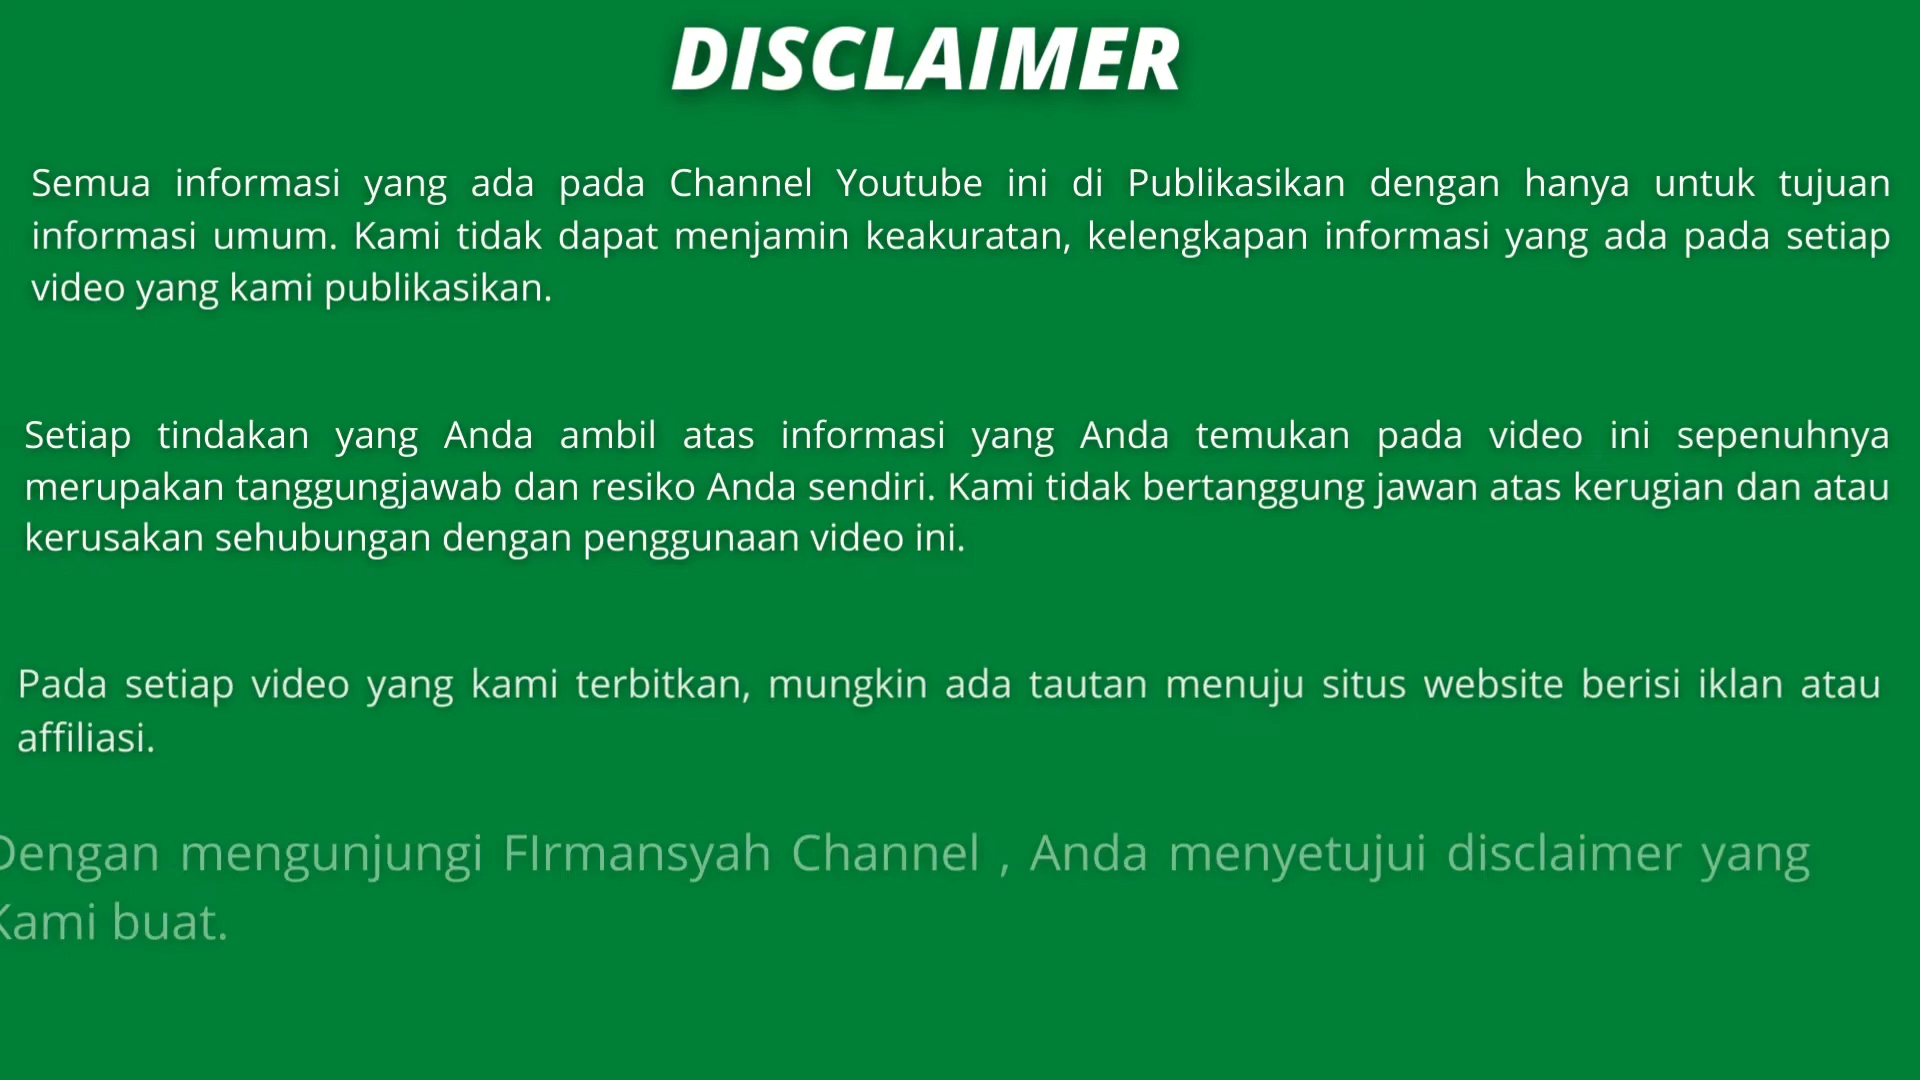 DISCLAIMER
Semua informasi yang ada pada Channel Youtube ini di Publikasikan dengan hanya untuk tujuan
informasi umum. Kami tidak dapat menjamin keakuratan, kelengkapan informasi yang ada pada setiap
video yang kami publikasikan.
Setiap tindakan yang Anda ambil atas informasi yang Anda temukan pada video ini sepenuhnya
merupakan tanggungjawab dan resiko Anda sendiri. Kami tidak bertanggung jawan atas kerugian dan atau
kerusakan sehubungan dengan penggunaan video ini.
Pada setiap video yang kami terbitkan, mungkin ada tautan menuju situs website berisi iklan atau
affiliasi.
Dengan mengunjungi FIrmansyah Channel , Anda menyetujui disclaimer yang
Kami buat.